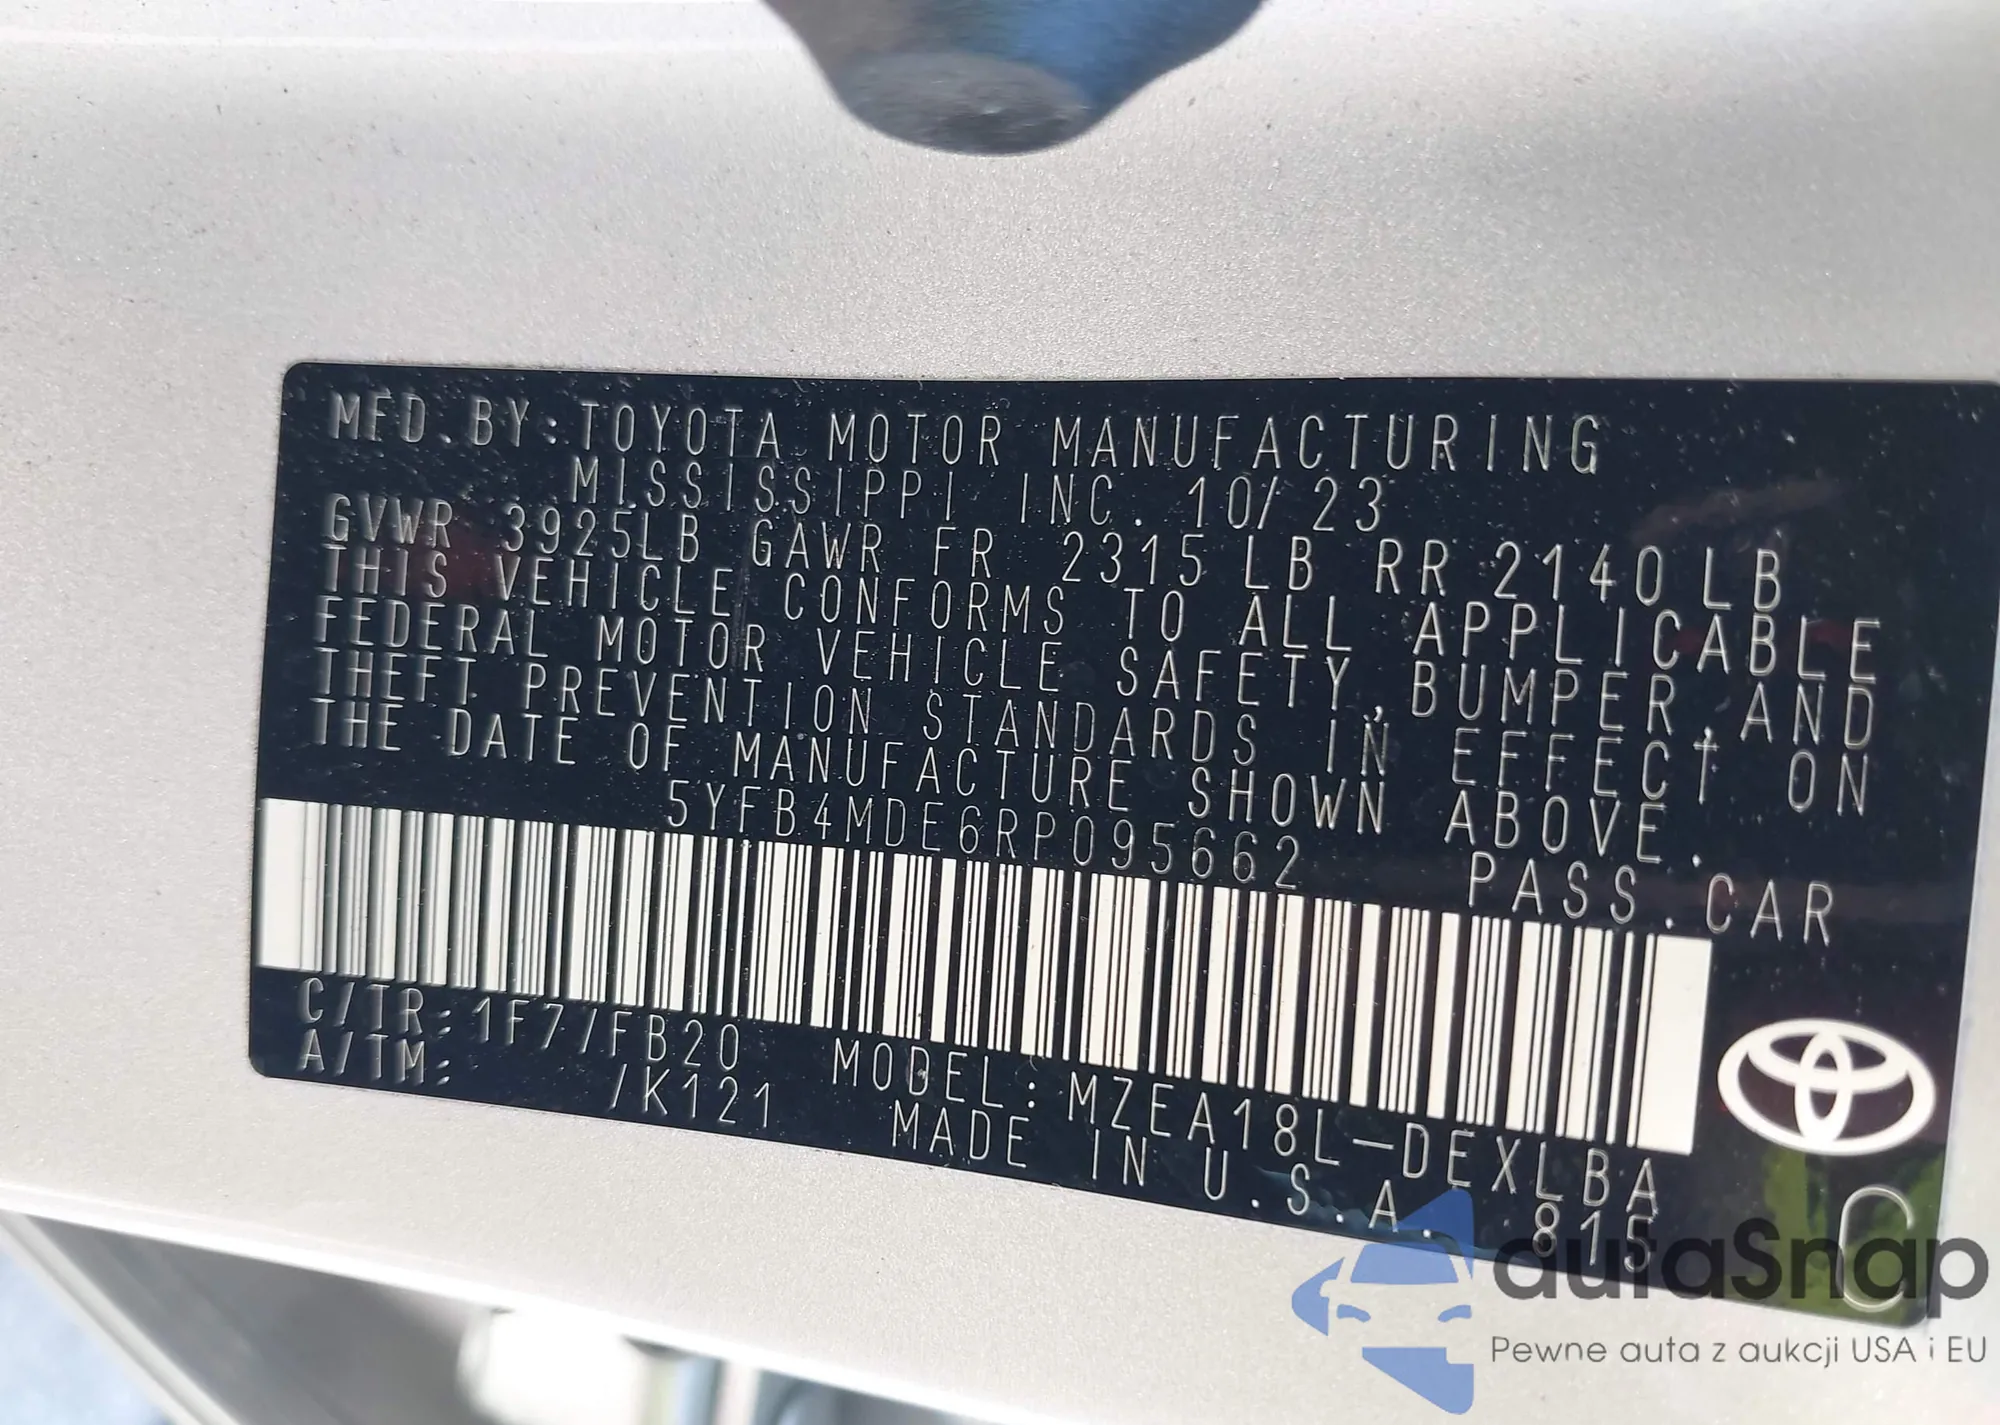 MFD.BY:TOYOTA MOTOR MANUFACTURING
MISSISSIPPI INC. 10/23
GVWR 3925LB GAWR FR 2315LB RR 2140LB
THIS VEHICLE CONFORMS TO ALL APPLICABLE
FEDERAL MOTOR VEHICLE SAFETY, BUMPER, AND
THEFT PREVENTION STANDARDS IN EFFECT ON
THE DATE OF MANUFACTURE SHOWN ABOVE.
5YFB4MDE6RP095662 PASS.CAR
C/TR:1F7/FB20 MODEL:MZEA18L-DEXLBA
A/TM: /K121 MADE IN U.S.A. 815
C
autaSnap
Pewne auta z aukcji USA i EU